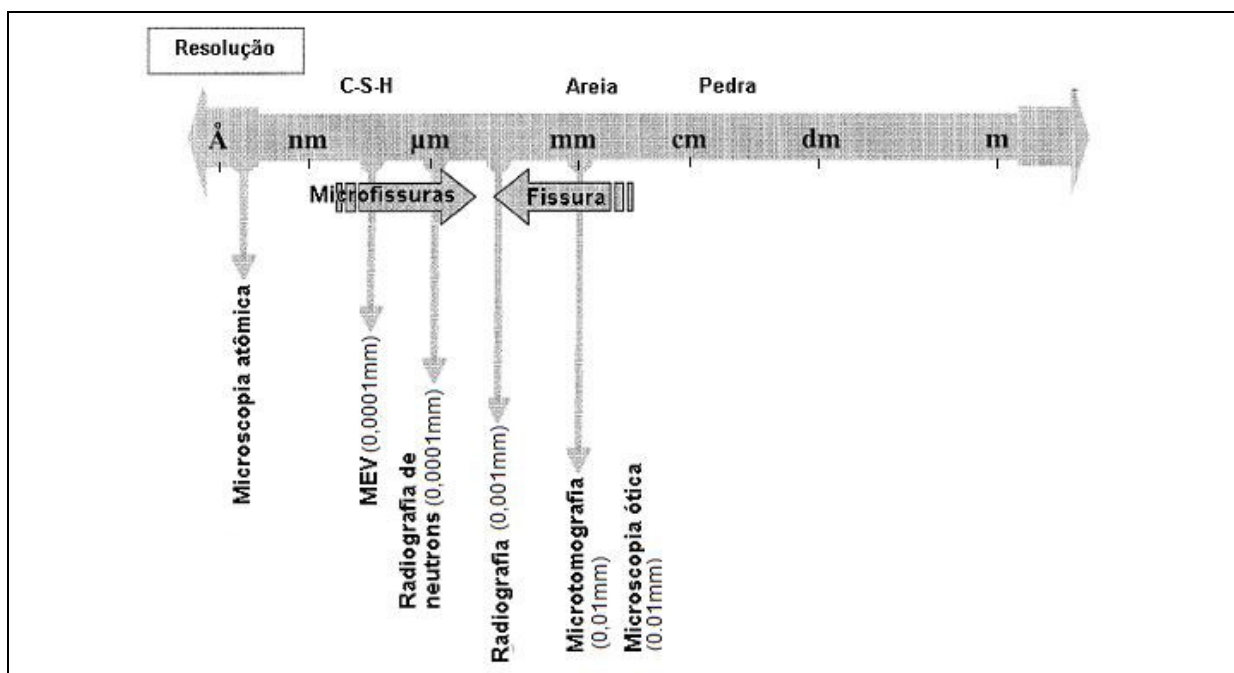 Resolução
C-S-H Areia Pedra
Å nm µm mm cm dm m
Microfissuras Fissura
Microscopia atômica
MEV (0,0001mm)
Radiografia de
neutrons (0,0001mm)
Radiografia (0,001mm)
Microtomografia
(0,01mm)
Microscopia ótica
(0.01mm)